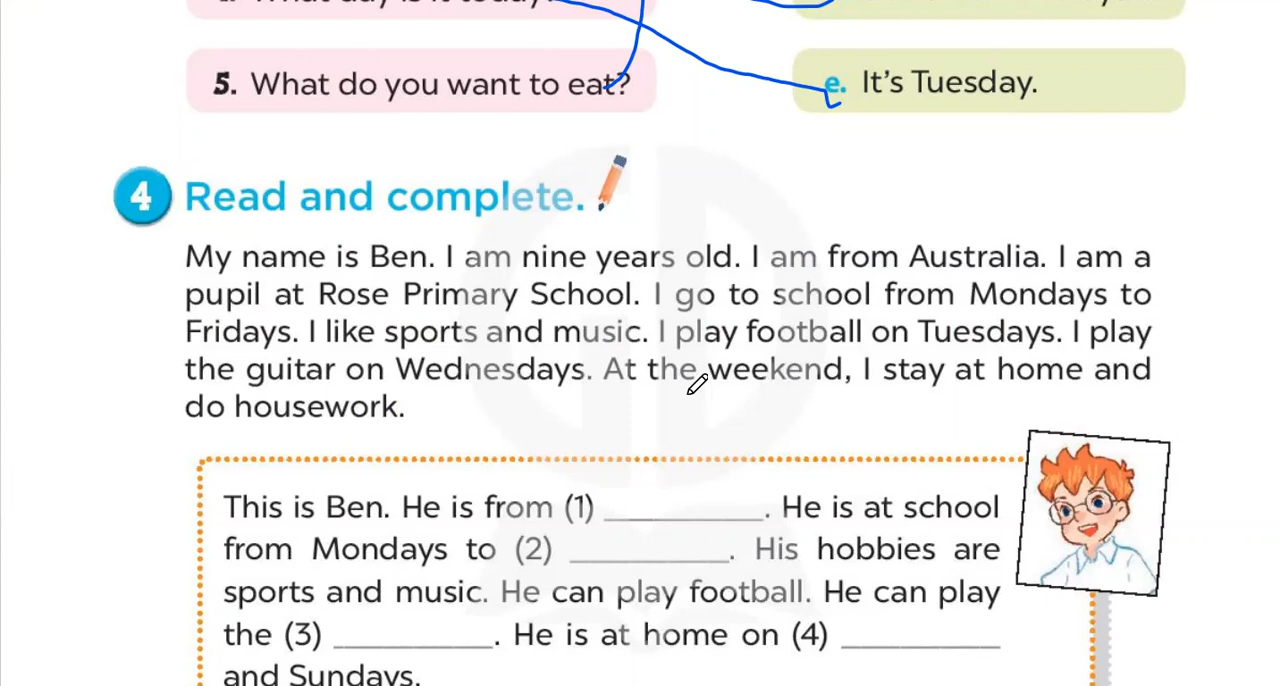 5. What do you want to eat?
e. It's Tuesday.
4 Read and complete.
My name is Ben. I am nine years old. I am from Australia. I am a
pupil at Rose Primary School. I go to school from Mondays to
Fridays. I like sports and music. I play football on Tuesdays. I play
the guitar on Wednesdays. At the weekend, I stay at home and
do housework.
This is Ben. He is from (1) __________. He is at school
from Mondays to (2) __________. His hobbies are
sports and music. He can play football. He can play
the (3) __________. He is at home on (4) __________
and Sundays.